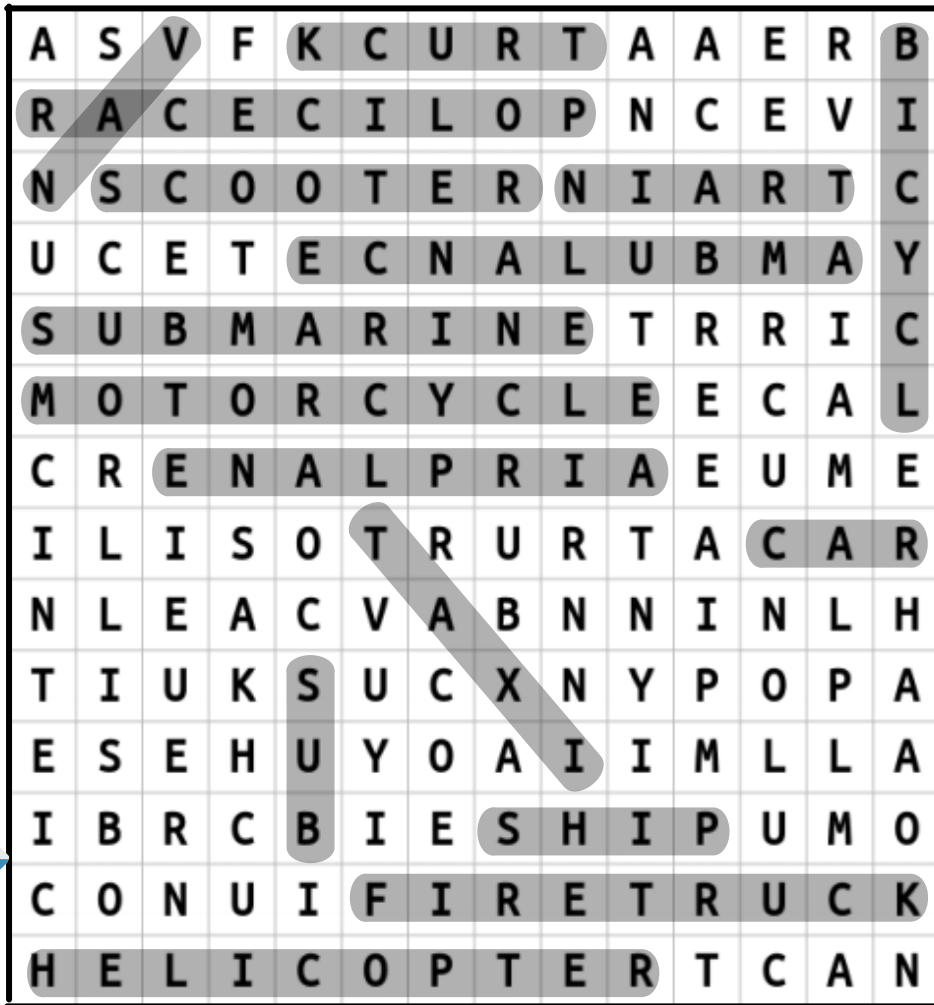 A S V F K C U R T A A E R B
R A C E C I L O P N C E V I
N S C O O T E R N I A R T C
U C E T E C N A L U B M A Y
S U B M A R I N E T R R I C
M O T O R C Y C L E E C A L
C R E N A L P R I A E U M E
I L I S O T R U R T A C A R
N L E A C V A B N N I N L H
T I U K S U C X N Y P O P A
E S E H U Y O A I I M L L A
I B R C B I E S H I P U M O
C O N U I F I R E T R U C K
H E L I C O P T E R T C A N